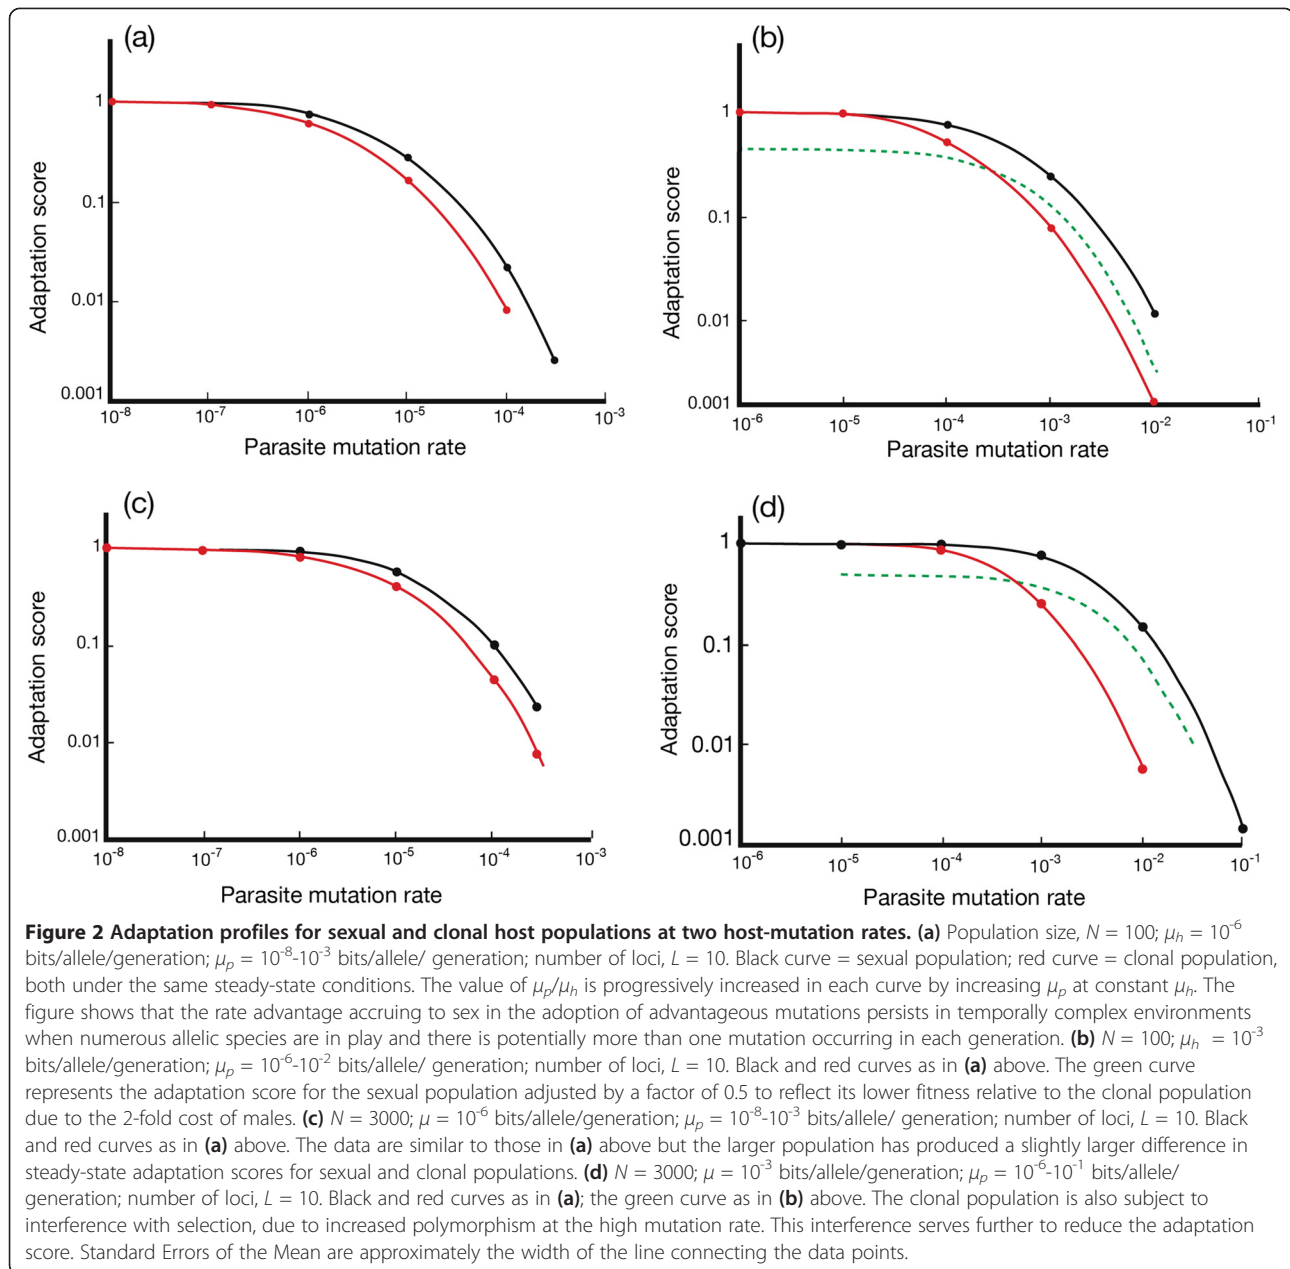 (a)
1
0.1
0.01
0.001
Adaptation score
10-8
10-7
10-6
10-5
10-4
10-3
Parasite mutation rate
(b)
1
0.1
0.01
0.001
Adaptation score
10-6
10-5
10-4
10-3
10-2
10-1
Parasite mutation rate
(c)
1
0.1
0.01
0.001
Adaptation score
10-8
10-7
10-6
10-5
10-4
10-3
Parasite mutation rate
(d)
1
0.1
0.01
0.001
Adaptation score
10-6
10-5
10-4
10-3
10-2
10-1
Parasite mutation rate
Figure 2 Adaptation profiles for sexual and clonal host populations at two host-mutation rates. (a) Population size, N = 100; μh = 10-6
bits/allele/generation; μp = 10-8-10-3 bits/allele/ generation; number of loci, L = 10. Black curve = sexual population; red curve = clonal population,
both under the same steady-state conditions. The value of μp/μh is progressively increased in each curve by increasing μp at constant μh. The
figure shows that the rate advantage accruing to sex in the adoption of advantageous mutations persists in temporally complex environments
when numerous allelic species are in play and there is potentially more than one mutation occurring in each generation. (b) N = 100; μh = 10-3
bits/allele/generation; μp = 10-6-10-2 bits/allele/generation; number of loci, L = 10. Black and red curves as in (a) above. The green curve
represents the adaptation score for the sexual population adjusted by a factor of 0.5 to reflect its lower fitness relative to the clonal population
due to the 2-fold cost of males. (c) N = 3000; μ = 10-6 bits/allele/generation; μp = 10-8-10-3 bits/allele/ generation; number of loci, L = 10. Black
and red curves as in (a) above. The data are similar to those in (a) above but the larger population has produced a slightly larger difference in
steady-state adaptation scores for sexual and clonal populations. (d) N = 3000; μ = 10-3 bits/allele/generation; μp = 10-6-10-1 bits/allele/
generation; number of loci, L = 10. Black and red curves as in (a); the green curve as in (b) above. The clonal population is also subject to
interference with selection, due to increased polymorphism at the high mutation rate. This interference serves further to reduce the adaptation
score. Standard Errors of the Mean are approximately the width of the line connecting the data points.